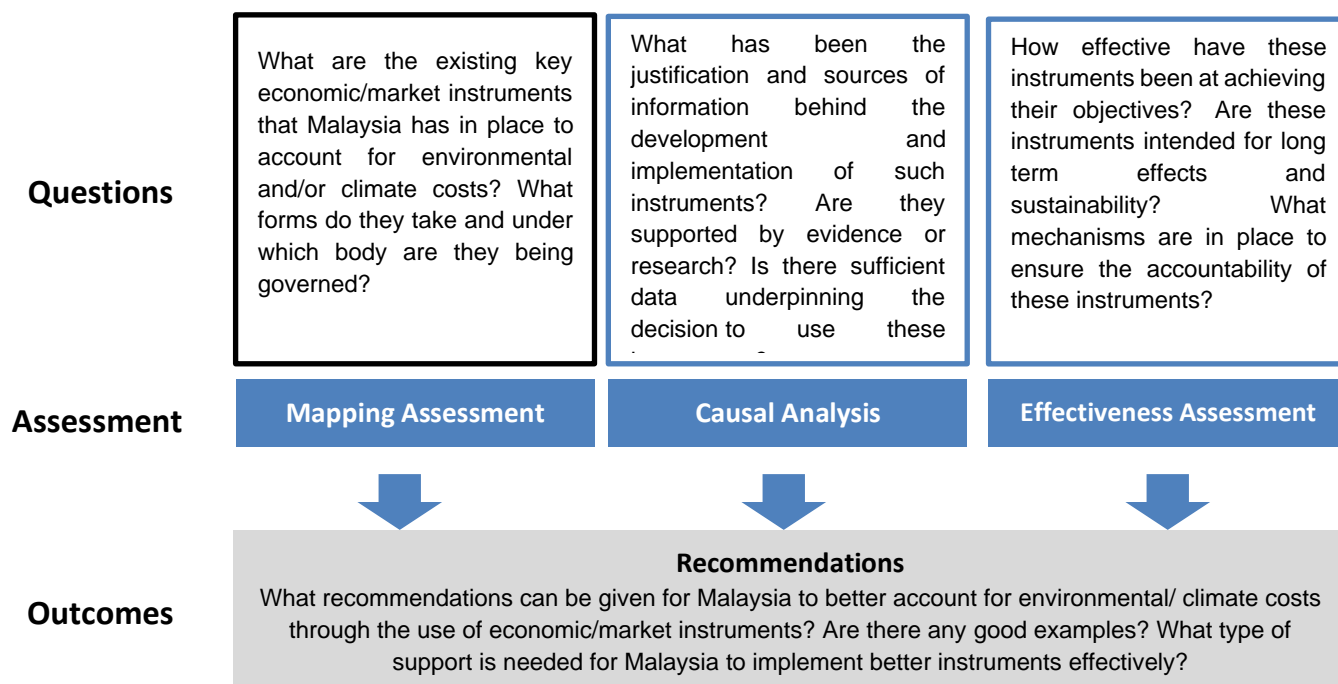 Questions
What are the existing key
economic/market instruments
that Malaysia has in place to
account for environmental
and/or climate costs? What
forms do they take and under
which body are they being
governed?
What has been the
justification and sources of
information behind the
development and
implementation of such
instruments? Are they
supported by evidence or
research? Is there sufficient
data underpinning the
decision to use these
How effective have these
instruments been at achieving
their objectives? Are these
instruments intended for long
term effects and
sustainability? What
mechanisms are in place to
ensure the accountability of
these instruments?
Assessment
Mapping Assessment
Causal Analysis
Effectiveness Assessment
Outcomes
Recommendations
What recommendations can be given for Malaysia to better account for environmental/ climate costs
through the use of economic/market instruments? Are there any good examples? What type of
support is needed for Malaysia to implement better instruments effectively?